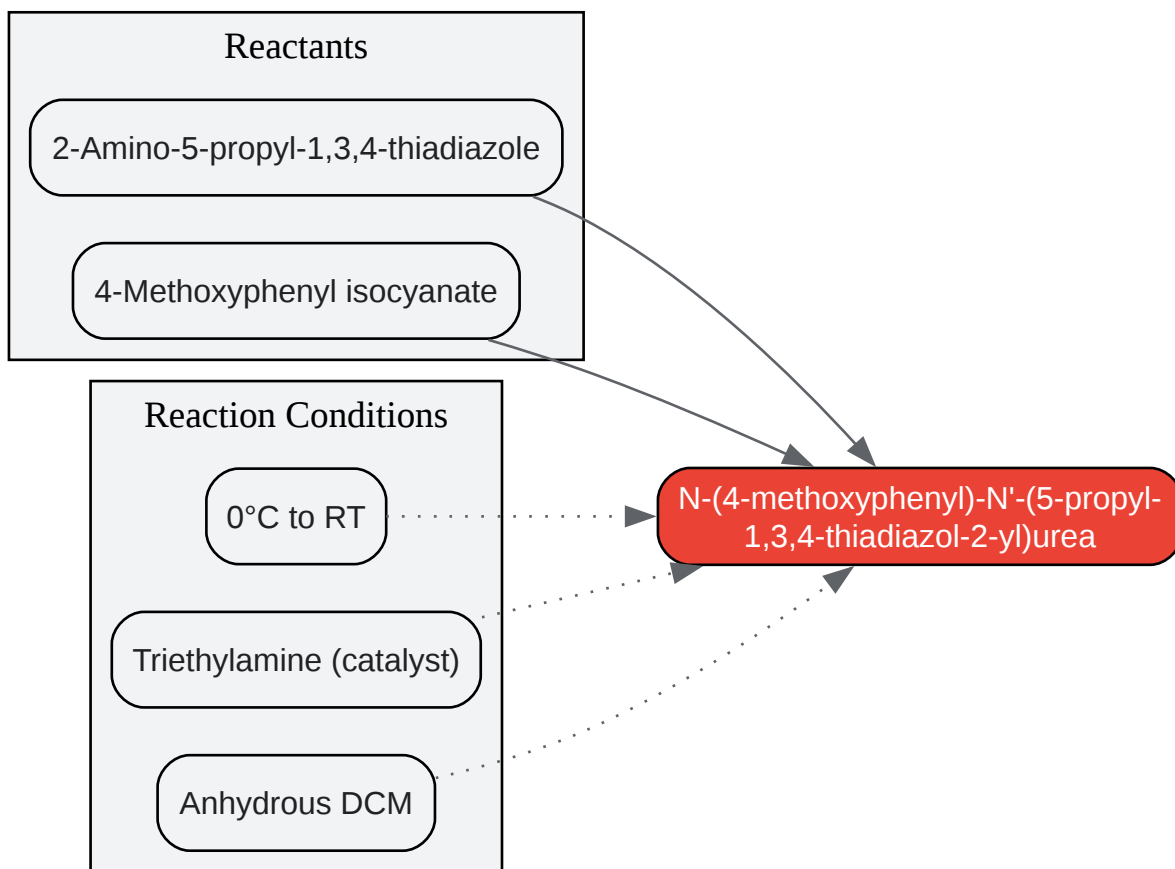 Reactants
2-Amino-5-propyl-1,3,4-thiadiazole
4-Methoxyphenyl isocyanate
Reaction Conditions
0°C to RT
Triethylamine (catalyst)
Anhydrous DCM
N-(4-methoxyphenyl)-N'-(5-propyl-
1,3,4-thiadiazol-2-yl)urea